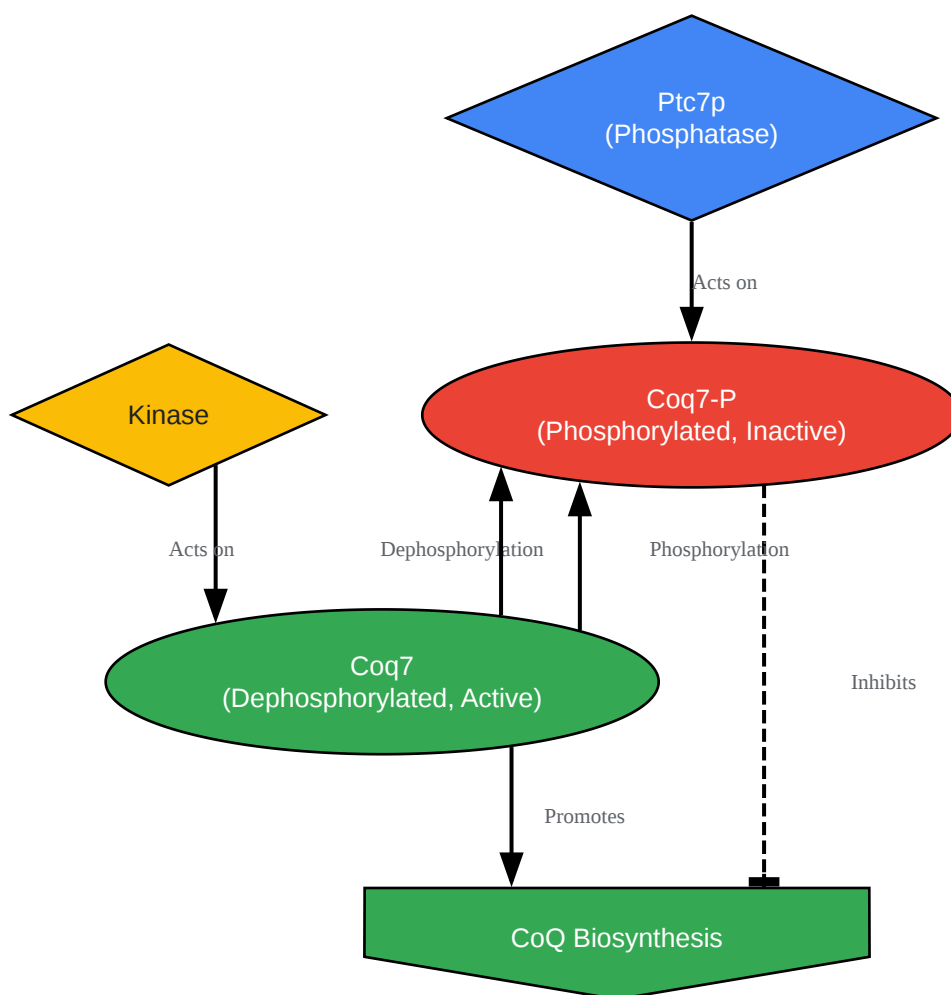 Ptc7p
(Phosphatase)
Acts on
Kinase
Coq7-P
(Phosphorylated, Inactive)
Acts on
Dephosphorylation
Phosphorylation
Coq7
(Dephosphorylated, Active)
Inhibits
Promotes
CoQ Biosynthesis